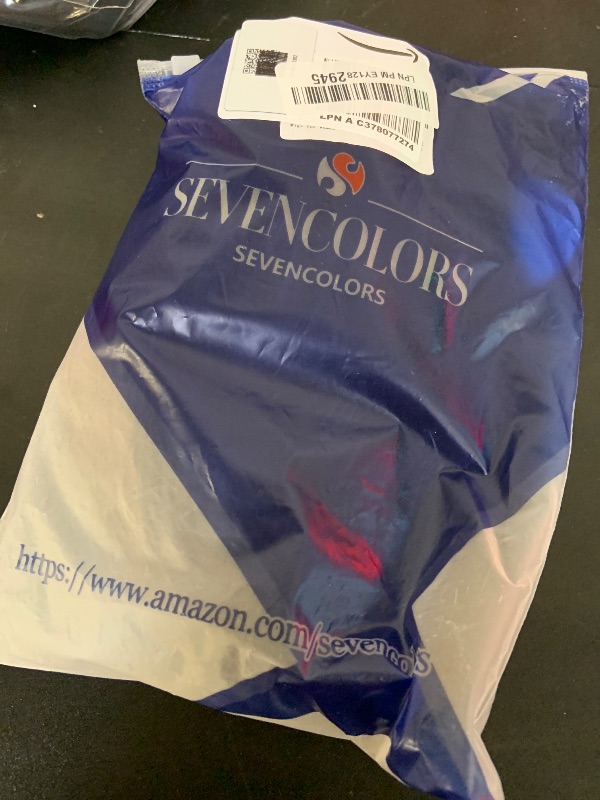 LPN PM EY128 2945
LPN A C378077274
SEVENCOLORS
SEVENCOLORS
https://www.amazon.com/sevencolors